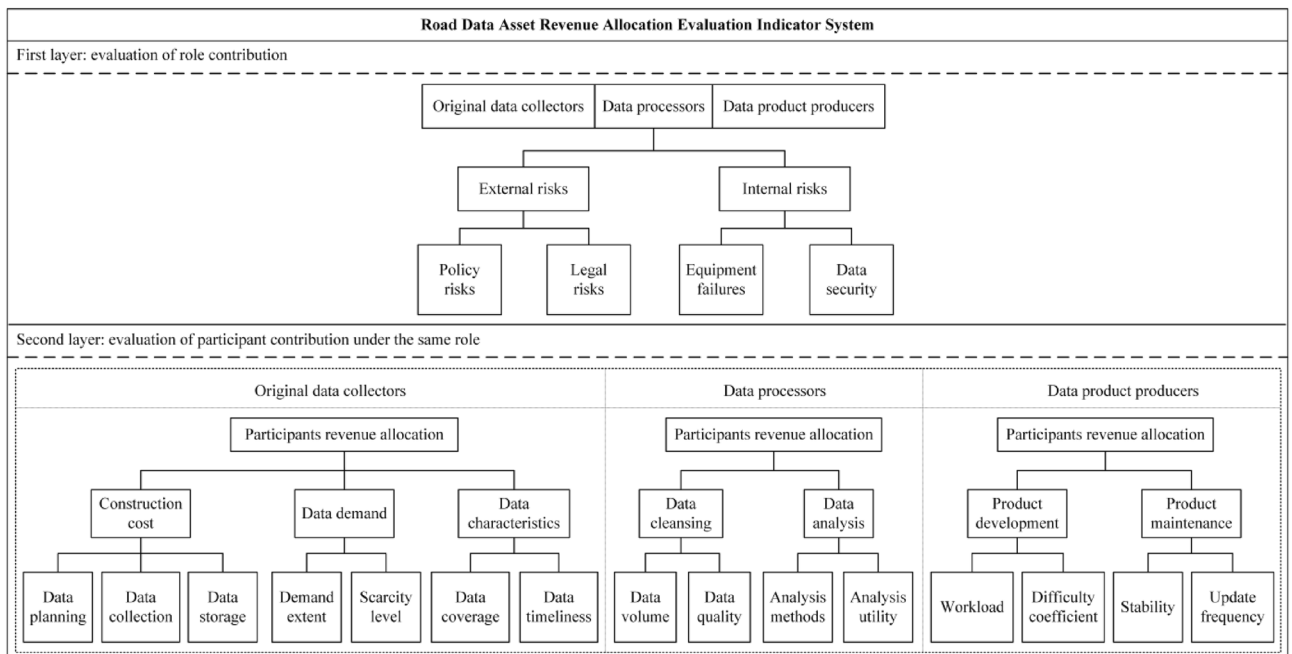 Road Data Asset Revenue Allocation Evaluation Indicator System
First layer: evaluation of role contribution
Original data collectors
Data processors
Data product producers
External risks
Internal risks
Policy
risks
Legal
risks
Equipment
failures
Data
security
Second layer: evaluation of participant contribution under the same role
Original data collectors
Data processors
Data product producers
Participants revenue allocation
Participants revenue allocation
Participants revenue allocation
Construction
cost
Data demand
Data
characteristics
Data
cleansing
Data
analysis
Product
development
Product
maintenance
Data
planning
Data
collection
Data
storage
Demand
extent
Scarcity
level
Data
coverage
Data
timeliness
Data
volume
Data
quality
Analysis
methods
Analysis
utility
Workload
Difficulty
coefficient
Stability
Update
frequency